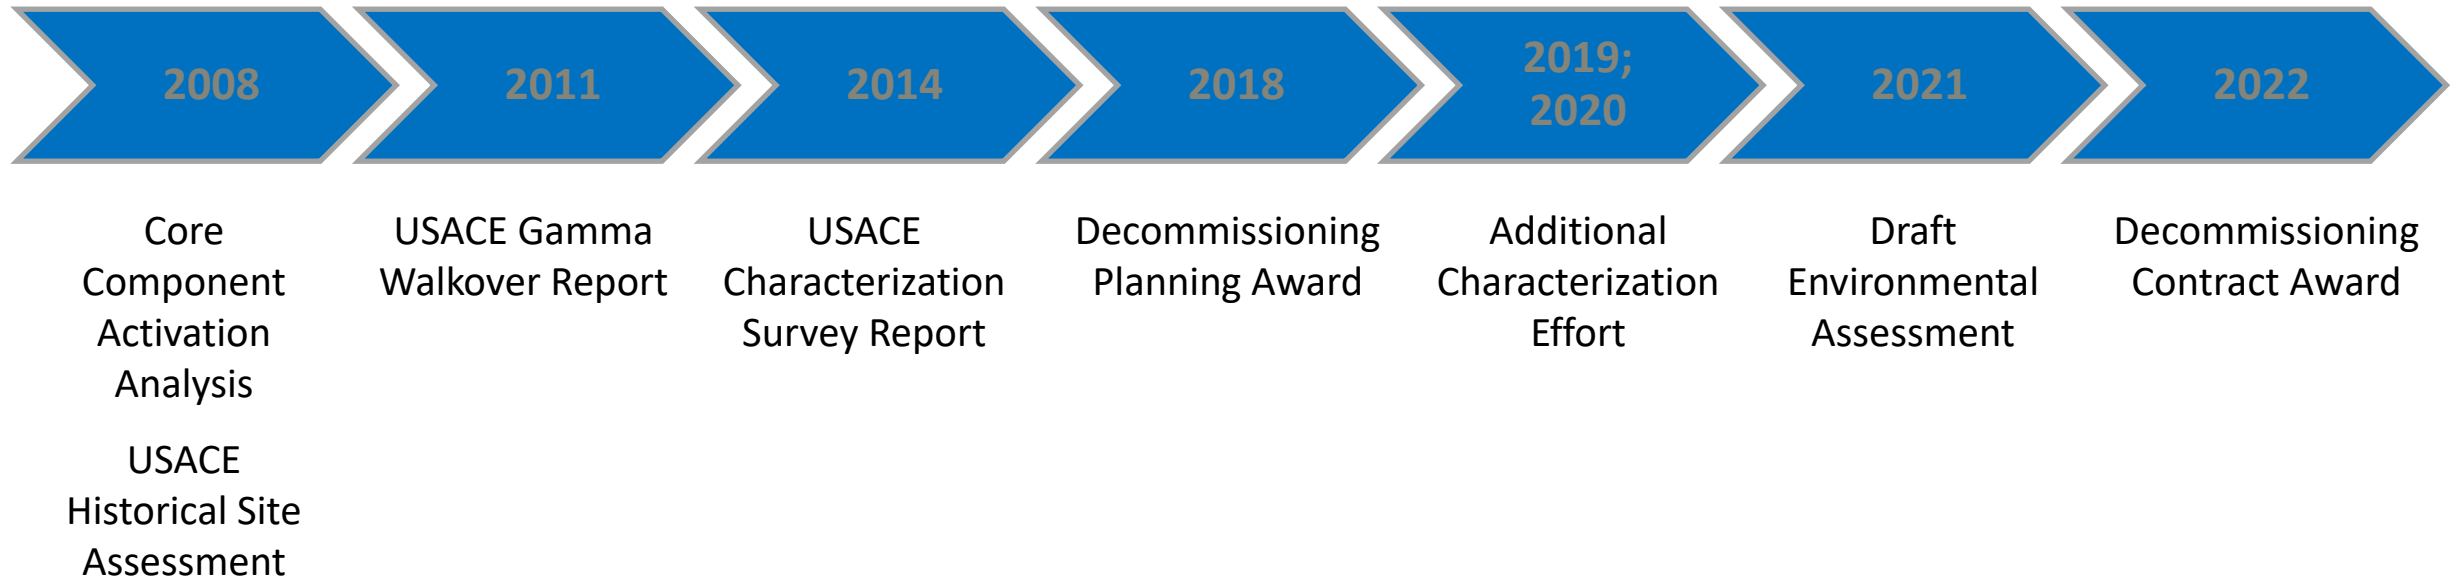 2008
2011
2014
2018
2019;
2020
2021
2022
Core
Component
Activation
Analysis
USACE
Historical Site
Assessment
USACE Gamma
Walkover Report
USACE
Characterization
Survey Report
Decommissioning
Planning Award
Additional
Characterization
Effort
Draft
Environmental
Assessment
Decommissioning
Contract Award